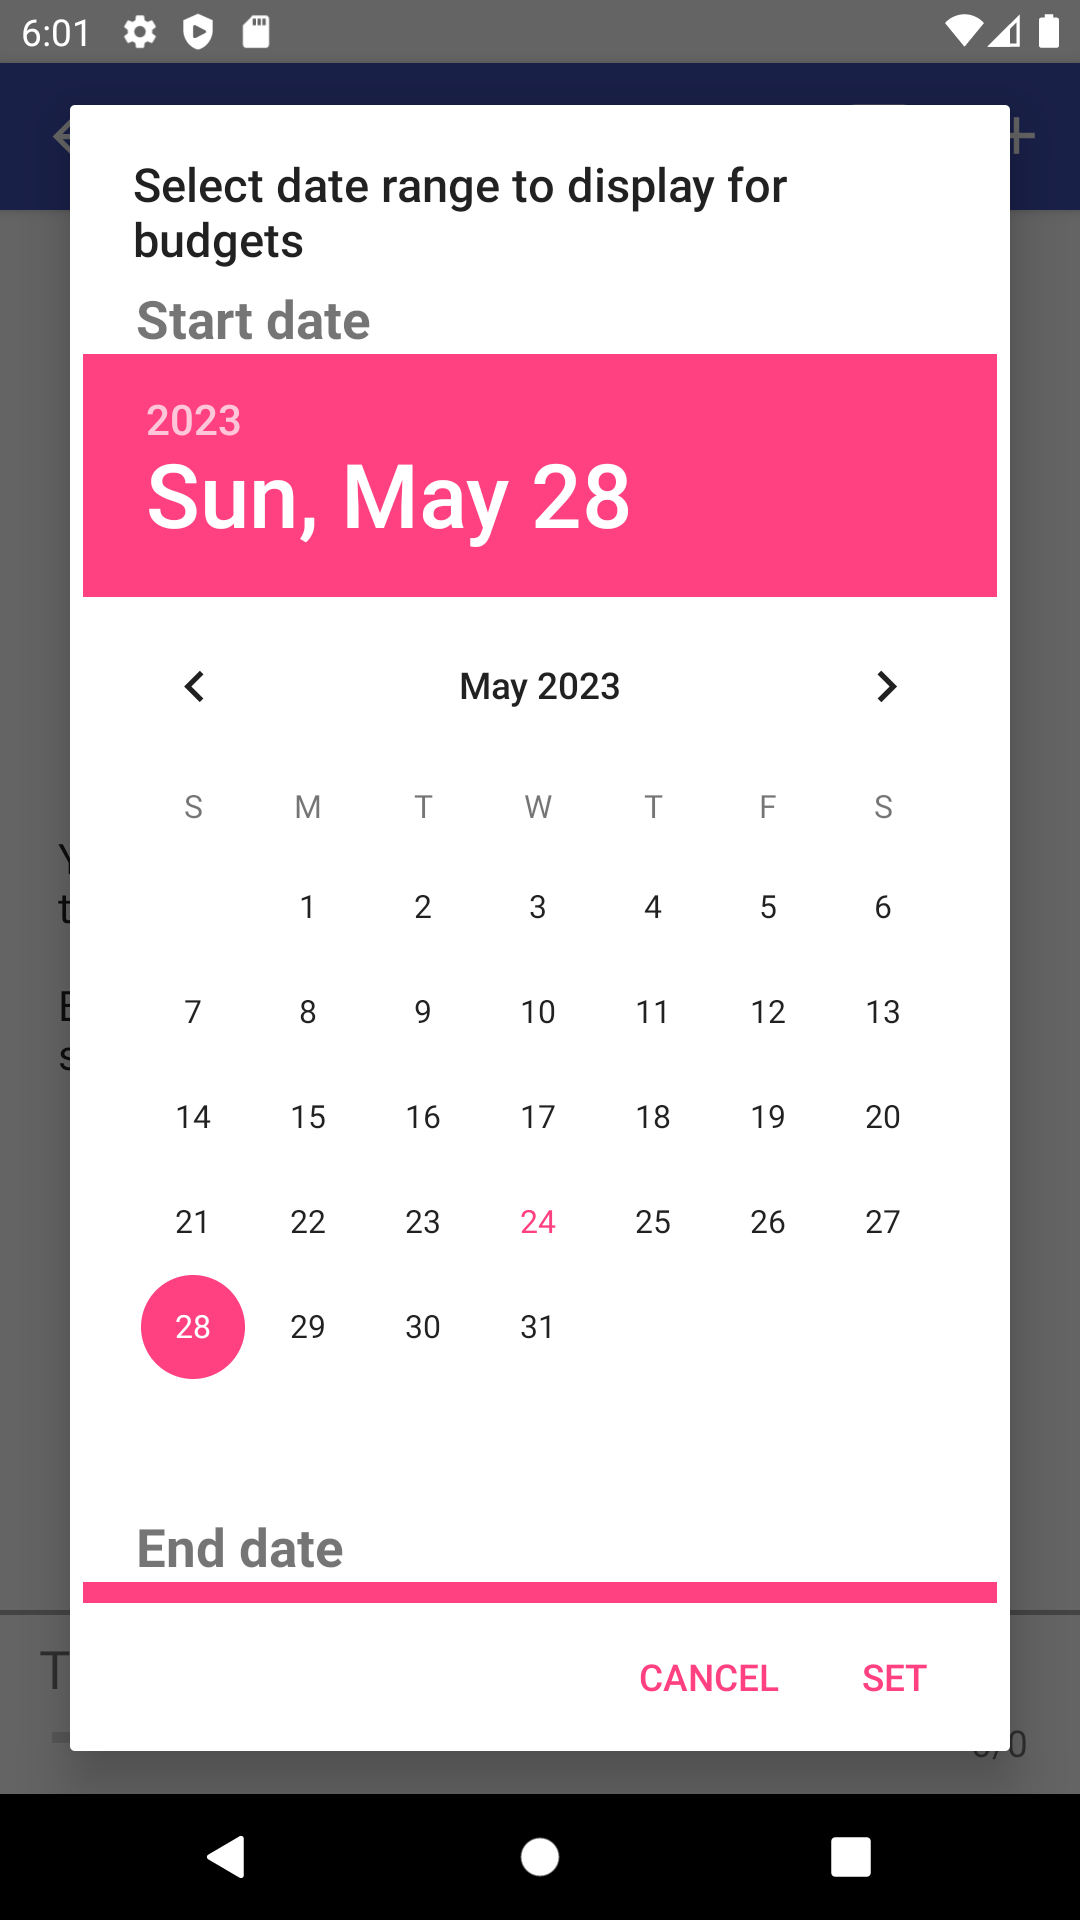 6:01
Select date range to display for
budgets
Start date
2023
Sun, May 28
May 2023
S M T W T F S
1 2 3 4 5 6
7 8 9 10 11 12 13
14 15 16 17 18 19 20
21 22 23 24 25 26 27
28 29 30 31
End date
CANCEL SET